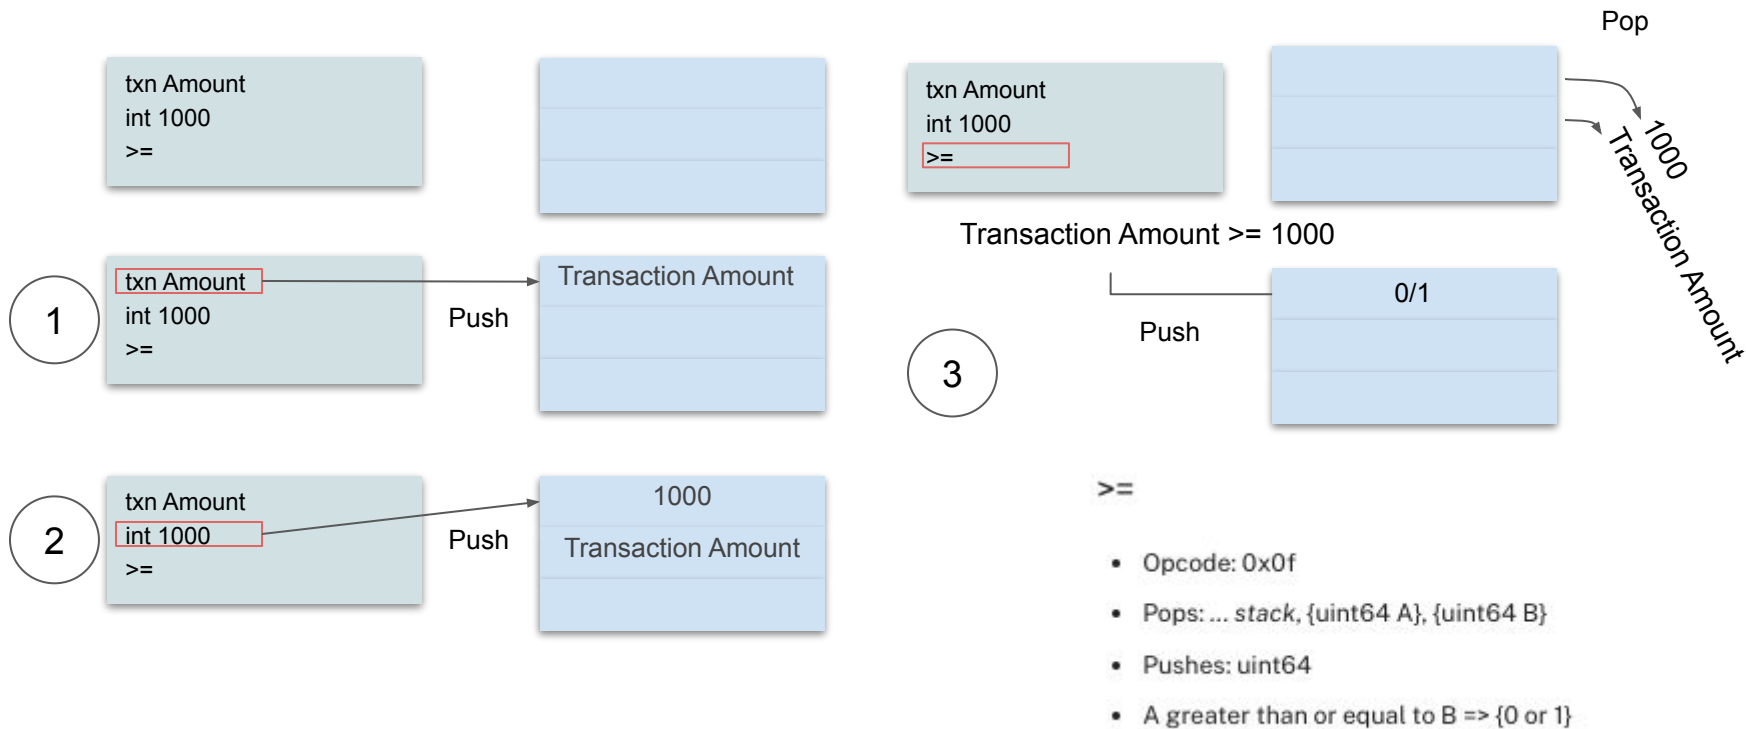 txn Amount
int 1000
>=
1
txn Amount
int 1000
>=
Push
Transaction Amount
2
txn Amount
int 1000
>=
Push
1000
Transaction Amount
Pop
txn Amount
int 1000
>=
1000
Transaction Amount
Transaction Amount >= 1000
3
Push
0/1
>=
• Opcode: 0x0f
• Pops: ... stack, {uint64 A}, {uint64 B}
• Pushes: uint64
• A greater than or equal to B => {0 or 1}